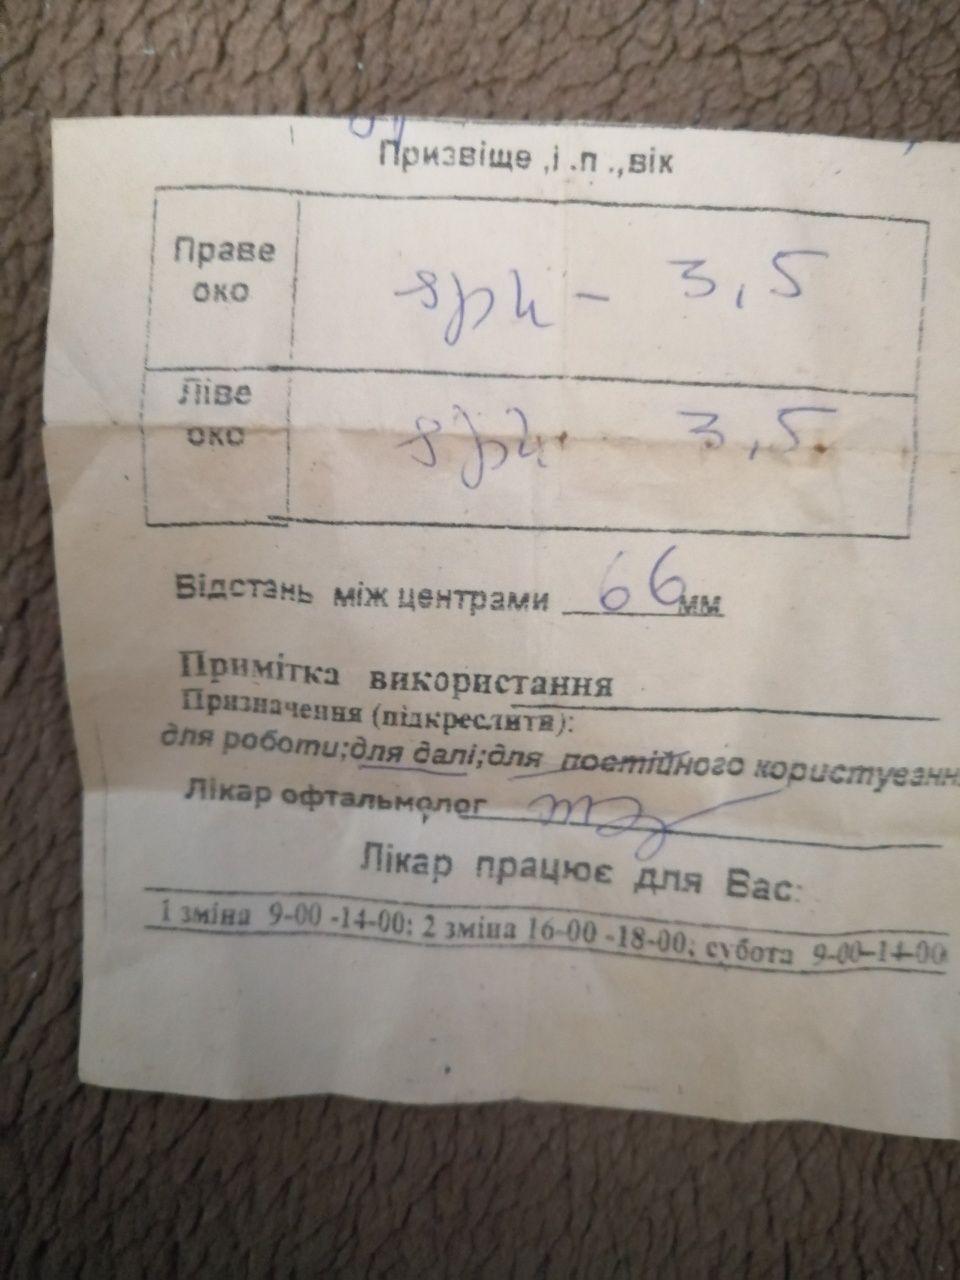 Призвіще ,і .п .,вік
Праве око sph – 3,5
Ліве око sph 3,5
Відстань між центрами 66 мм
Примітка використання
Призначення (підкреслити):
для роботи;для далі;для постійного користуванн
Лікар офтальмолог
Лікар працює для Вас:
1 зміна 9-00 -14-00; 2 зміна 16-00 -18-00; субота 9-00–14-00